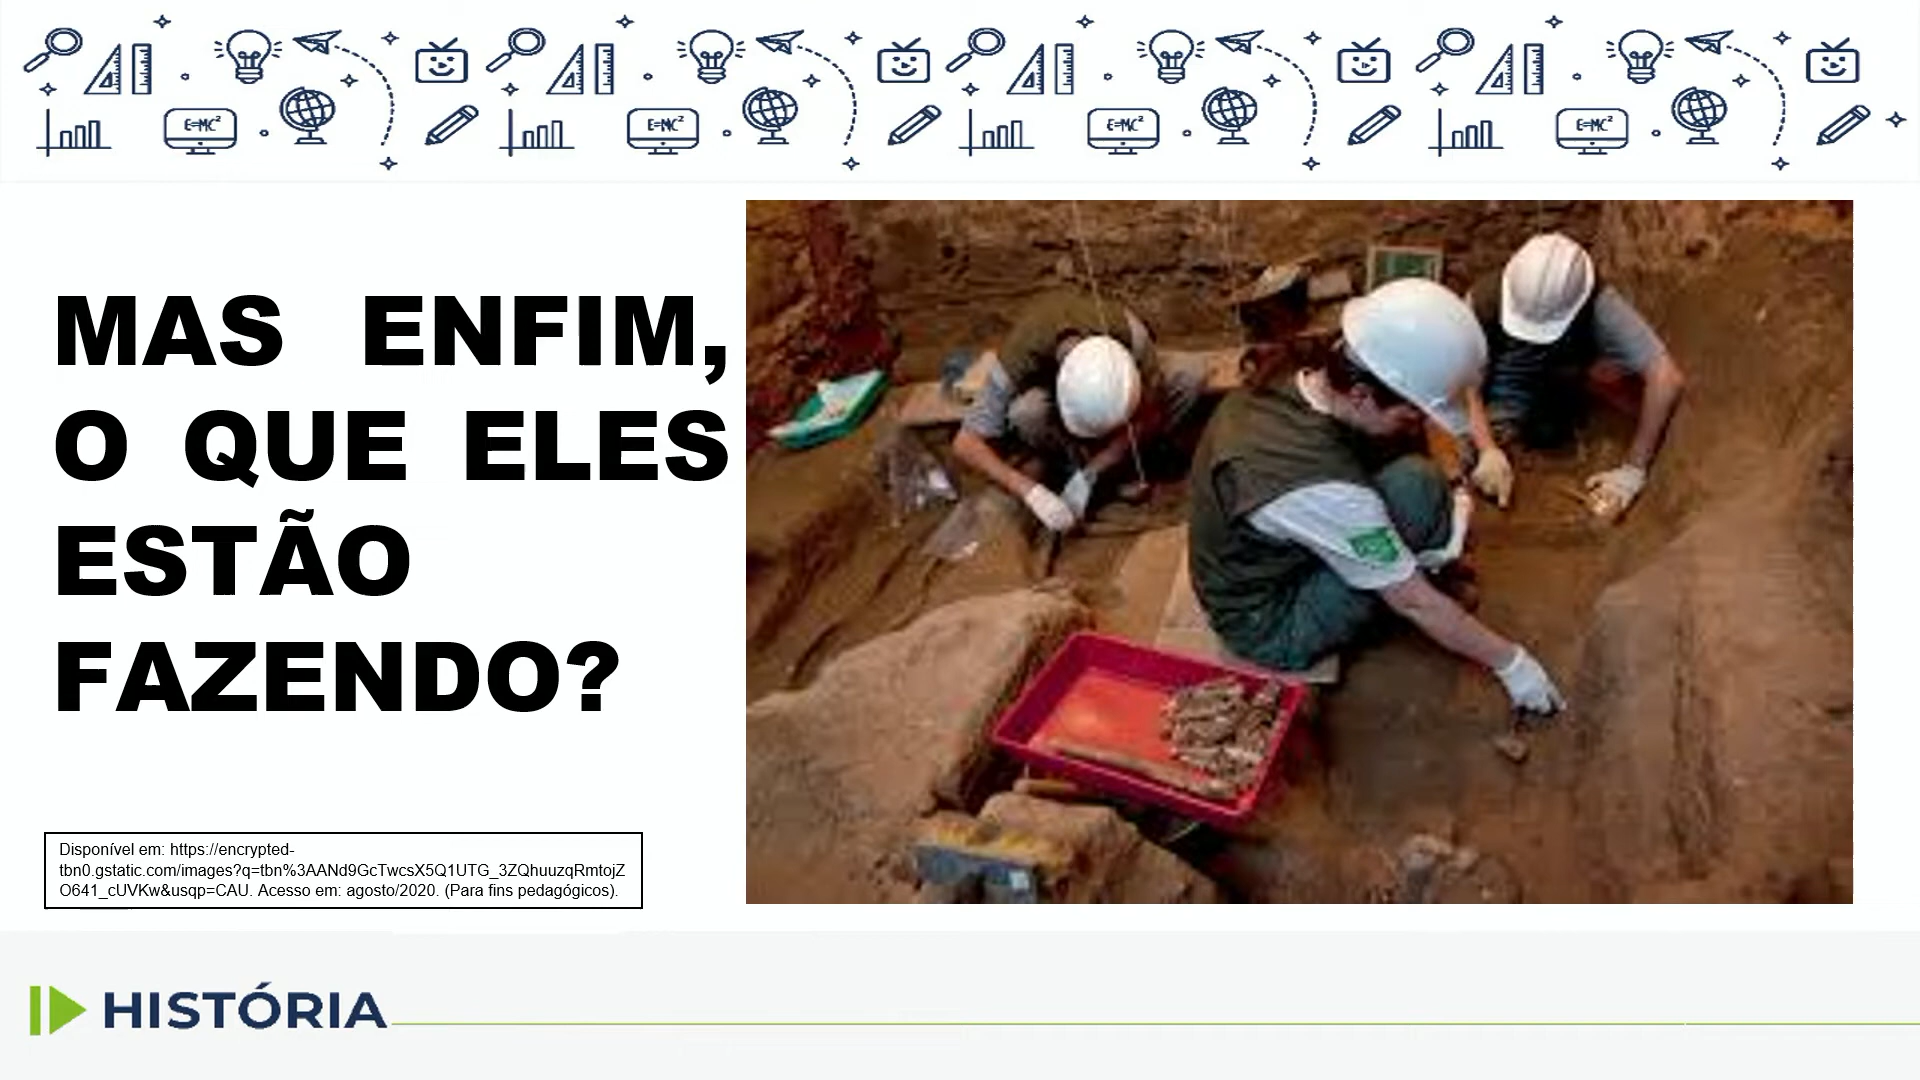 E=MC²
E=MC²
E=MC²
E=MC²
MAS ENFIM,
O QUE ELES
ESTÃO
FAZENDO?
Disponível em: https://encrypted-
tbn0.gstatic.com/images?q=tbn%3AANd9GcTwcsX5Q1UTG_3ZQhuuzqRmtojZ
O641_cUVKw&usqp=CAU. Acesso em: agosto/2020. (Para fins pedagógicos).
HISTÓRIA